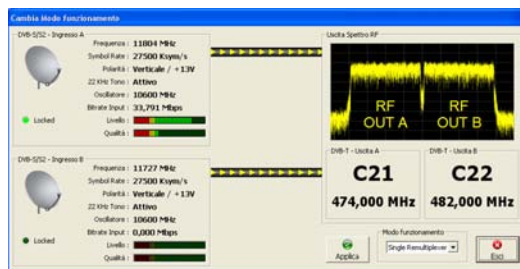 Cambia Modo Funzionamento
DVB-S/S2 - Ingresso A
Frequenza : 11804 MHz
Symbol Rate : 27500 Ksym/s
Polarità : Verticale / +13V
22 KHz Tono : Attivo
Oscillatore : 10600 MHz
Bitrate Input : 33,791 Mbps
Locked
Livello :
Qualità :
DVB-S/S2 - Ingresso B
Frequenza : 11727 MHz
Symbol Rate : 27500 Ksym/s
Polarità : Verticale / +13V
22 KHz Tono : Attivo
Oscillatore : 10600 MHz
Bitrate Input : 0,000 Mbps
Locked
Livello :
Qualità :
Uscita Spettro RF
RF OUT A
RF OUT B
DVB-T - Uscita A
C21
474,000 MHz
DVB-T - Uscita B
C22
482,000 MHz
Applica
Modo funzionamento
Single Remultiplexer
Esci